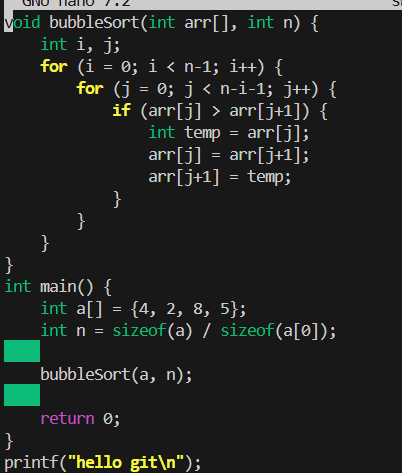 GNU nano 7.2
void bubbleSort(int arr[], int n) {
    int i, j;
    for (i = 0; i < n-1; i++) {
        for (j = 0; j < n-i-1; j++) {
            if (arr[j] > arr[j+1]) {
                int temp = arr[j];
                arr[j] = arr[j+1];
                arr[j+1] = temp;
            }
        }
    }
}
int main() {
    int a[] = {4, 2, 8, 5};
    int n = sizeof(a) / sizeof(a[0]);
    bubbleSort(a, n);
    return 0;
}
printf("hello git\n");